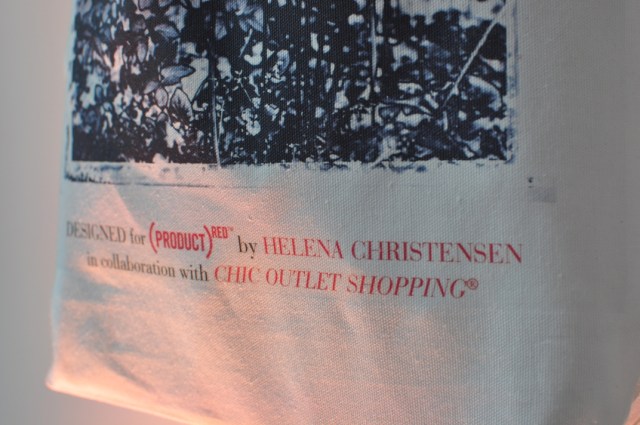 DESIGNED for (PRODUCT)RED™ by HELENA CHRISTENSEN
in collaboration with CHIC OUTLET SHOPPING®